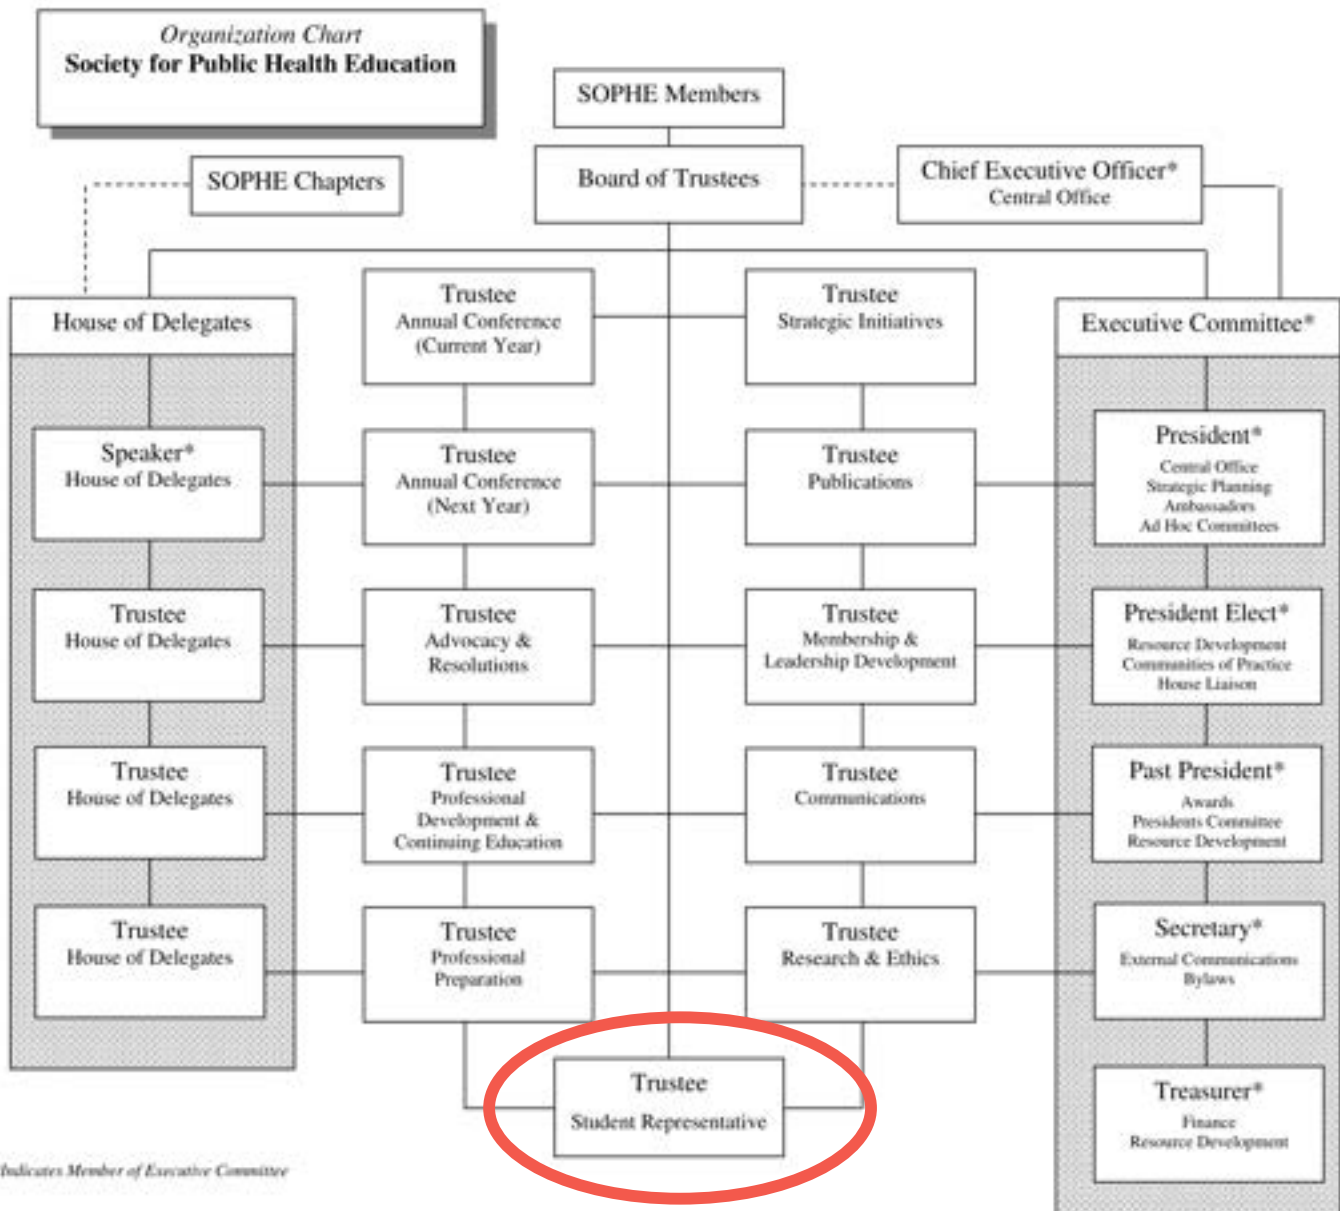 Organization Chart
Society for Public Health Education
SOPHE Members
SOPHE Chapters
Board of Trustees
Chief Executive Officer*
Central Office
House of Delegates
Trustee
Annual Conference
(Current Year)
Trustee
Strategic Initiatives
Executive Committee*
Speaker*
House of Delegates
Trustee
Annual Conference
(Next Year)
Trustee
Publications
President*
Central Office
Strategic Planning
Ambassadors
Ad Hoc Committees
Trustee
House of Delegates
Trustee
Advocacy &
Resolutions
Trustee
Membership &
Leadership Development
President Elect*
Resource Development
Communities of Practice
House Liaison
Trustee
House of Delegates
Trustee
Professional
Development &
Continuing Education
Trustee
Communications
Past President*
Awards
Presidents Committee
Resource Development
Trustee
House of Delegates
Trustee
Professional
Preparation
Trustee
Research & Ethics
Secretary*
External Communications
Bylaws
Trustee
Student Representative
Treasurer*
Finance
Resource Development
Indicates Member of Executive Committee